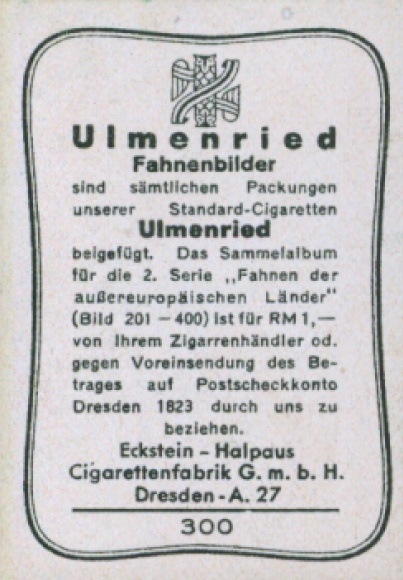 Ulmenried
Fahnenbilder
sind sämtlichen Packungen
unserer Standard-Cigaretten
Ulmenried
beigefügt. Das Sammelalbum
für die 2. Serie „Fahnen der
außereuropäischen Länder"
(Bild 201 – 400) ist für RM 1,—
von Ihrem Zigarrenhändler od.
gegen Voreinsendung des Be-
trages auf Postscheckkonto
Dresden 1823 durch uns zu
beziehen.
Eckstein – Halpaus
Cigarettenfabrik G. m. b. H.
Dresden - A. 27
300